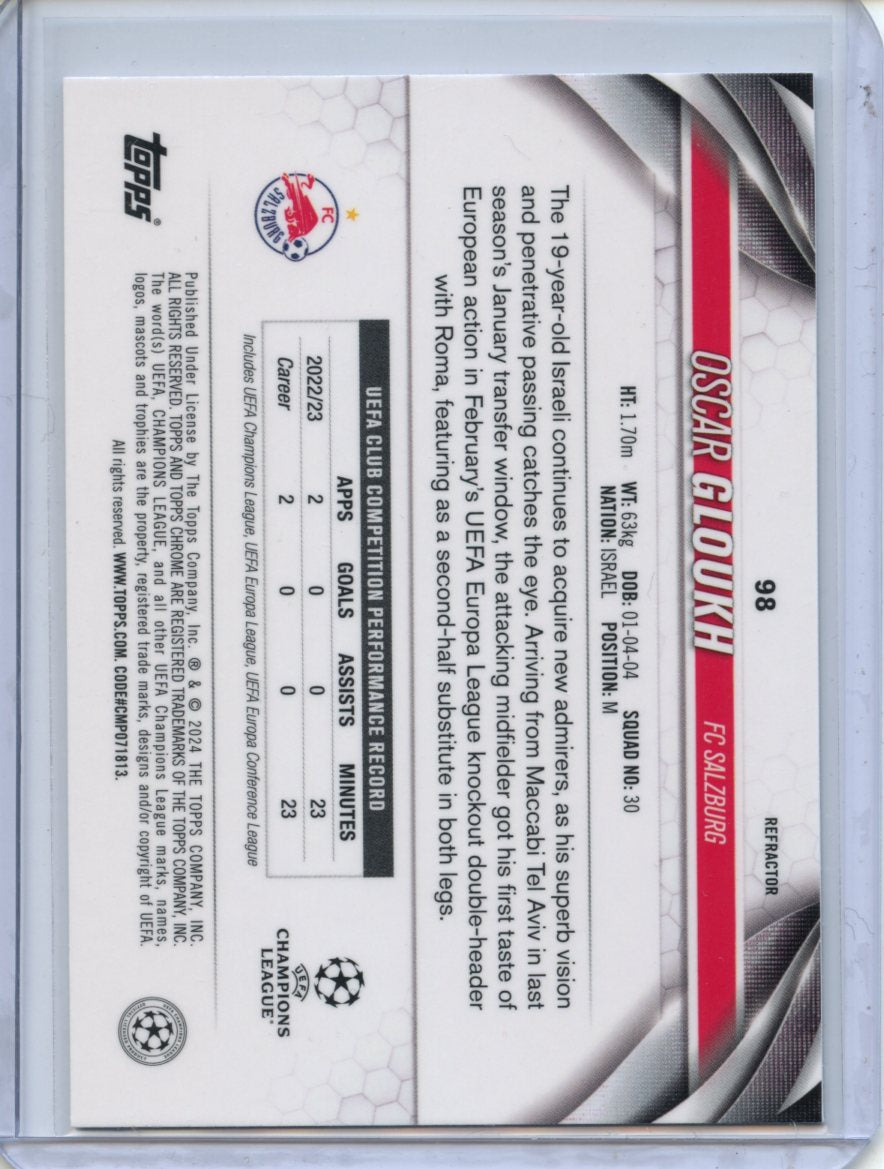 98
REFRACTOR
OSCAR GLOUKH FC SALZBURG
HT: 1.70m WT: 63kg DOB: 01-04-04 SQUAD NO: 30
NATION: ISRAEL POSITION: M
The 19-year-old Israeli continues to acquire new admirers, as his superb vision
and penetrative passing catches the eye. Arriving from Maccabi Tel Aviv in last
season's January transfer window, the attacking midfielder got his first taste of
European action in February's UEFA Europa League knockout double-header
with Roma, featuring as a second-half substitute in both legs.
FC
SALZBURG
UEFA CLUB COMPETITION PERFORMANCE RECORD
APPS GOALS ASSISTS MINUTES
2022/23 2 0 0 23
Career 2 0 0 23
Includes UEFA Champions League, UEFA Europa League, UEFA Europa Conference League
UEFA
CHAMPIONS
LEAGUE®
topps®
Published Under License by The Topps Company, Inc. ® & © 2024 THE TOPPS COMPANY, INC.
ALL RIGHTS RESERVED. TOPPS AND TOPPS CHROME ARE REGISTERED TRADEMARKS OF THE TOPPS COMPANY, INC.
The word(s) UEFA, CHAMPIONS LEAGUE, and all other UEFA Champions League marks, names,
logos, mascots and trophies are the property, registered trade marks, designs and/or copyright of UEFA.
All rights reserved. WWW.TOPPS.COM. CODE#CMP071813.